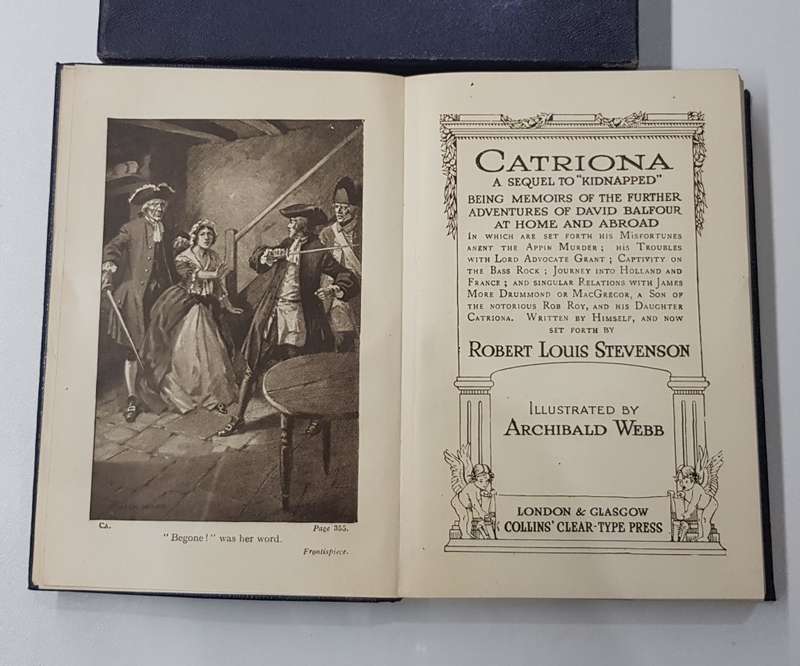 Ca.
Page 355.
"Begone!" was her word.
Frontispiece.
CATRIONA
A SEQUEL TO "KIDNAPPED"
BEING MEMOIRS OF THE FURTHER
ADVENTURES OF DAVID BALFOUR
AT HOME AND ABROAD
IN WHICH ARE SET FORTH HIS MISFORTUNES
ANENT THE APPIN MURDER; HIS TROUBLES
WITH LORD ADVOCATE GRANT; CAPTIVITY ON
THE BASS ROCK; JOURNEY INTO HOLLAND AND
FRANCE; AND SINGULAR RELATIONS WITH JAMES
MORE DRUMMOND OR MACGREGOR, A SON OF
THE NOTORIOUS ROB ROY, AND HIS DAUGHTER
CATRIONA. WRITTEN BY HIMSELF, AND NOW
SET FORTH BY
ROBERT LOUIS STEVENSON
ILLUSTRATED BY
ARCHIBALD WEBB
LONDON & GLASGOW
COLLINS' CLEAR-TYPE PRESS